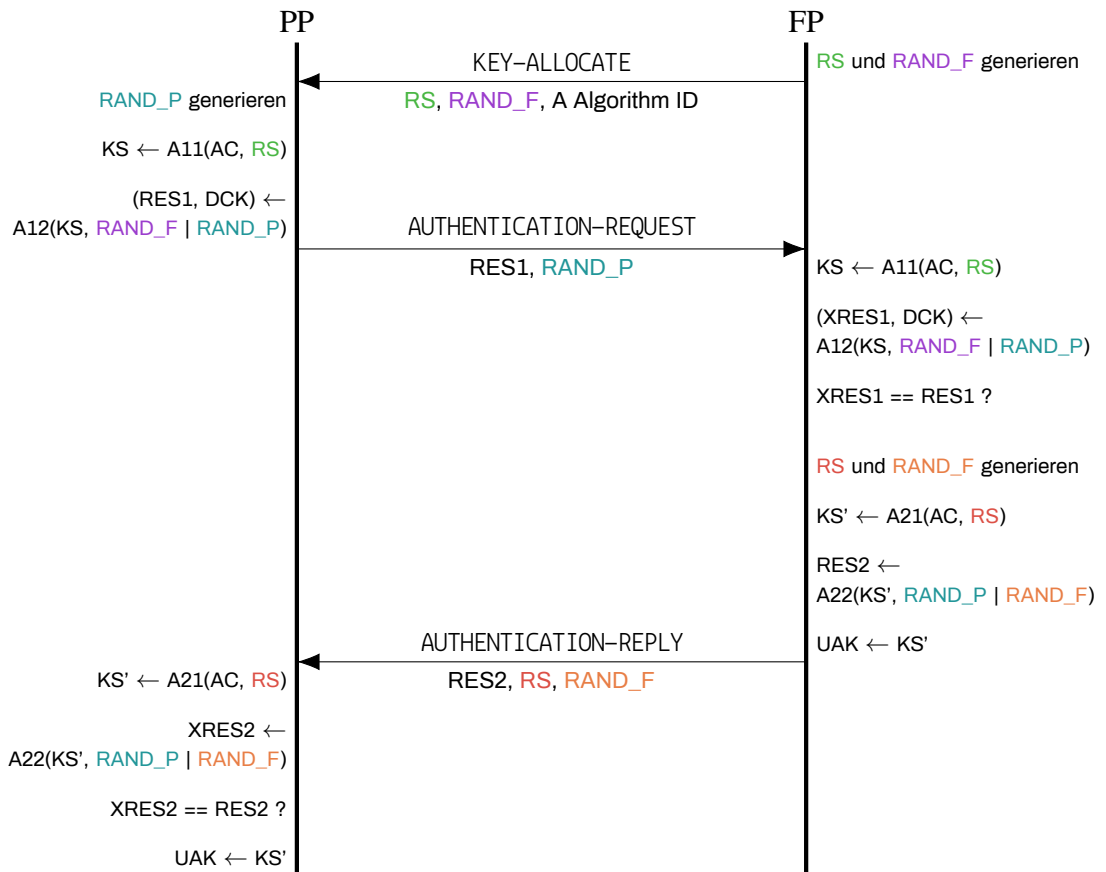 PP
FP
KEY–ALLOCATE
RS und RAND_F generieren
RS, RAND_F, A Algorithm ID
RAND_P generieren
KS ← A11(AC, RS)
(RES1, DCK) ←
A12(KS, RAND_F | RAND_P)
AUTHENTICATION–REQUEST
RES1, RAND_P
KS ← A11(AC, RS)
(XRES1, DCK) ←
A12(KS, RAND_F | RAND_P)
XRES1 == RES1 ?
RS und RAND_F generieren
KS' ← A21(AC, RS)
RES2 ←
A22(KS', RAND_P | RAND_F)
UAK ← KS'
AUTHENTICATION–REPLY
RES2, RS, RAND_F
KS' ← A21(AC, RS)
XRES2 ←
A22(KS', RAND_P | RAND_F)
XRES2 == RES2 ?
UAK ← KS'